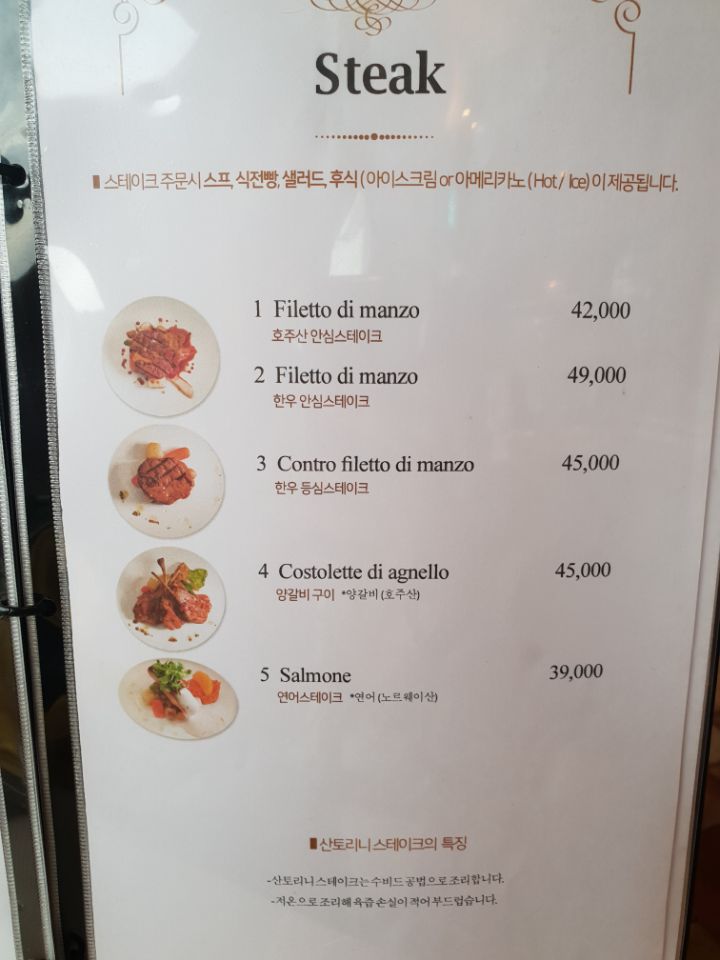 Steak
스테이크 주문시 스프, 식전빵, 샐러드, 후식 ( 아이스크림 or 아메리카노 ( Hot / Ice) 이 제공됩니다.
1 Filetto di manzo 42,000
호주산 안심스테이크
2 Filetto di manzo 49,000
한우 안심스테이크
3 Contro filetto di manzo 45,000
한우 등심스테이크
4 Costolette di agnello 45,000
양갈비 구이 *양갈비 (호주산)
5 Salmone 39,000
연어스테이크 *연어 (노르웨이산)
산토리니 스테이크의 특징
-산토리니 스테이크는 수비드 공법으로 조리합니다.
-저온으로 조리해 육즙 손실이 적어 부드럽습니다.